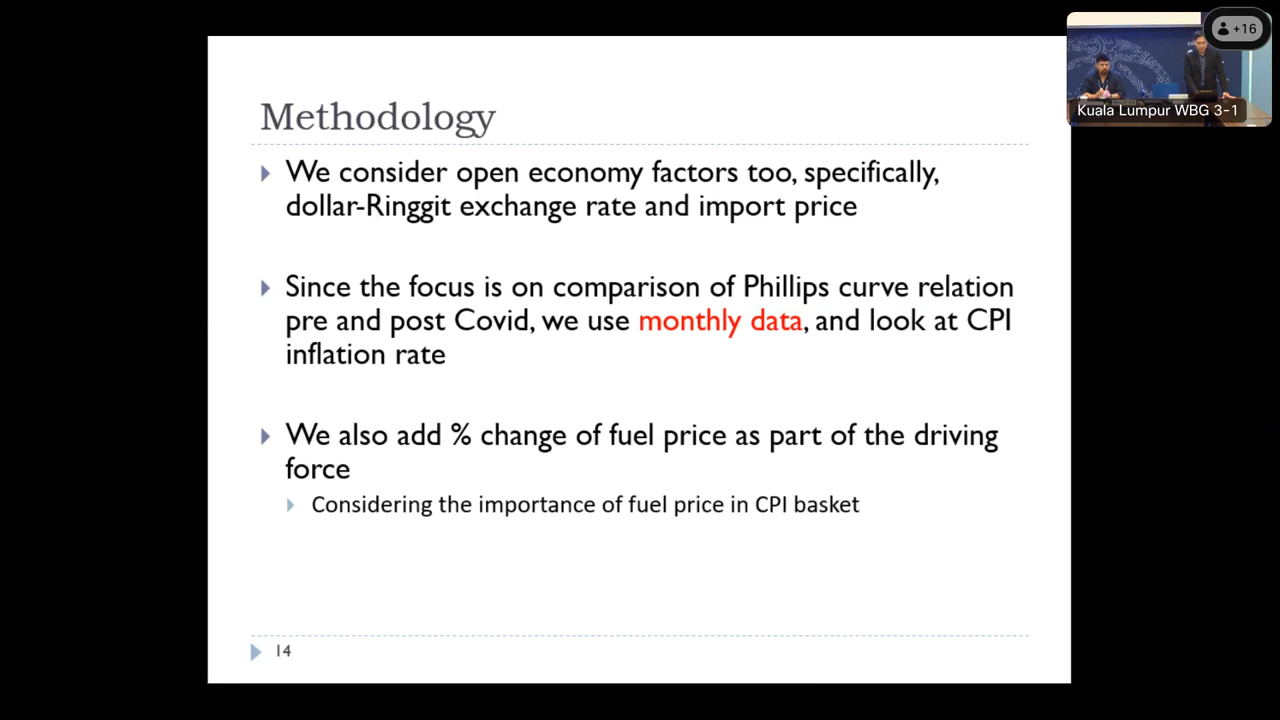 +16
Kuala Lumpur WBG 3-1
Methodology
We consider open economy factors too, specifically,
dollar-Ringgit exchange rate and import price
Since the focus is on comparison of Phillips curve relation
pre and post Covid, we use monthly data, and look at CPI
inflation rate
We also add % change of fuel price as part of the driving
force
Considering the importance of fuel price in CPI basket
14